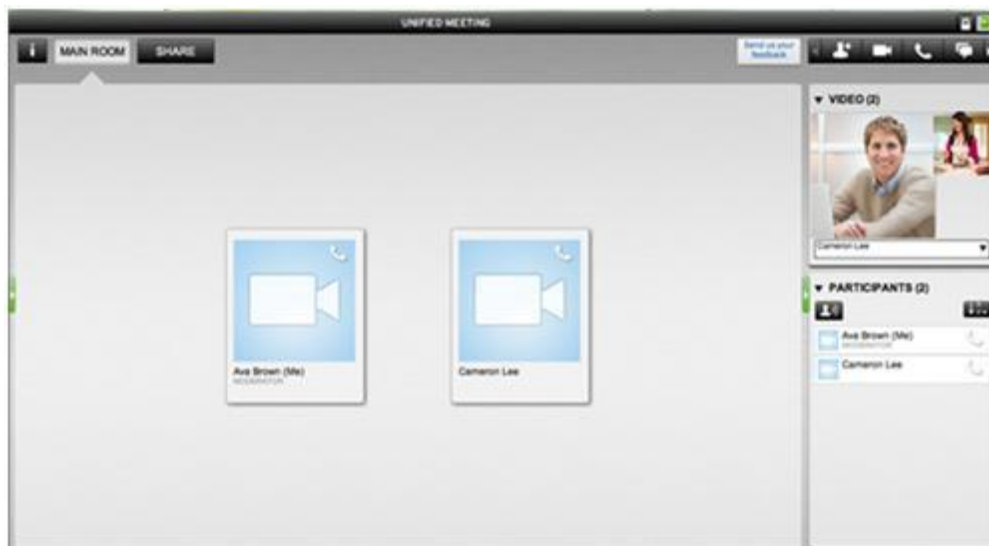 UNIFIED MEETING
i
MAIN ROOM
SHARE
Send us your
feedback
VIDEO (2)
Cameron Lee
PARTICIPANTS (2)
Ava Brown (Me)
MODERATOR
Cameron Lee
Ava Brown (Me)
MODERATOR
Cameron Lee